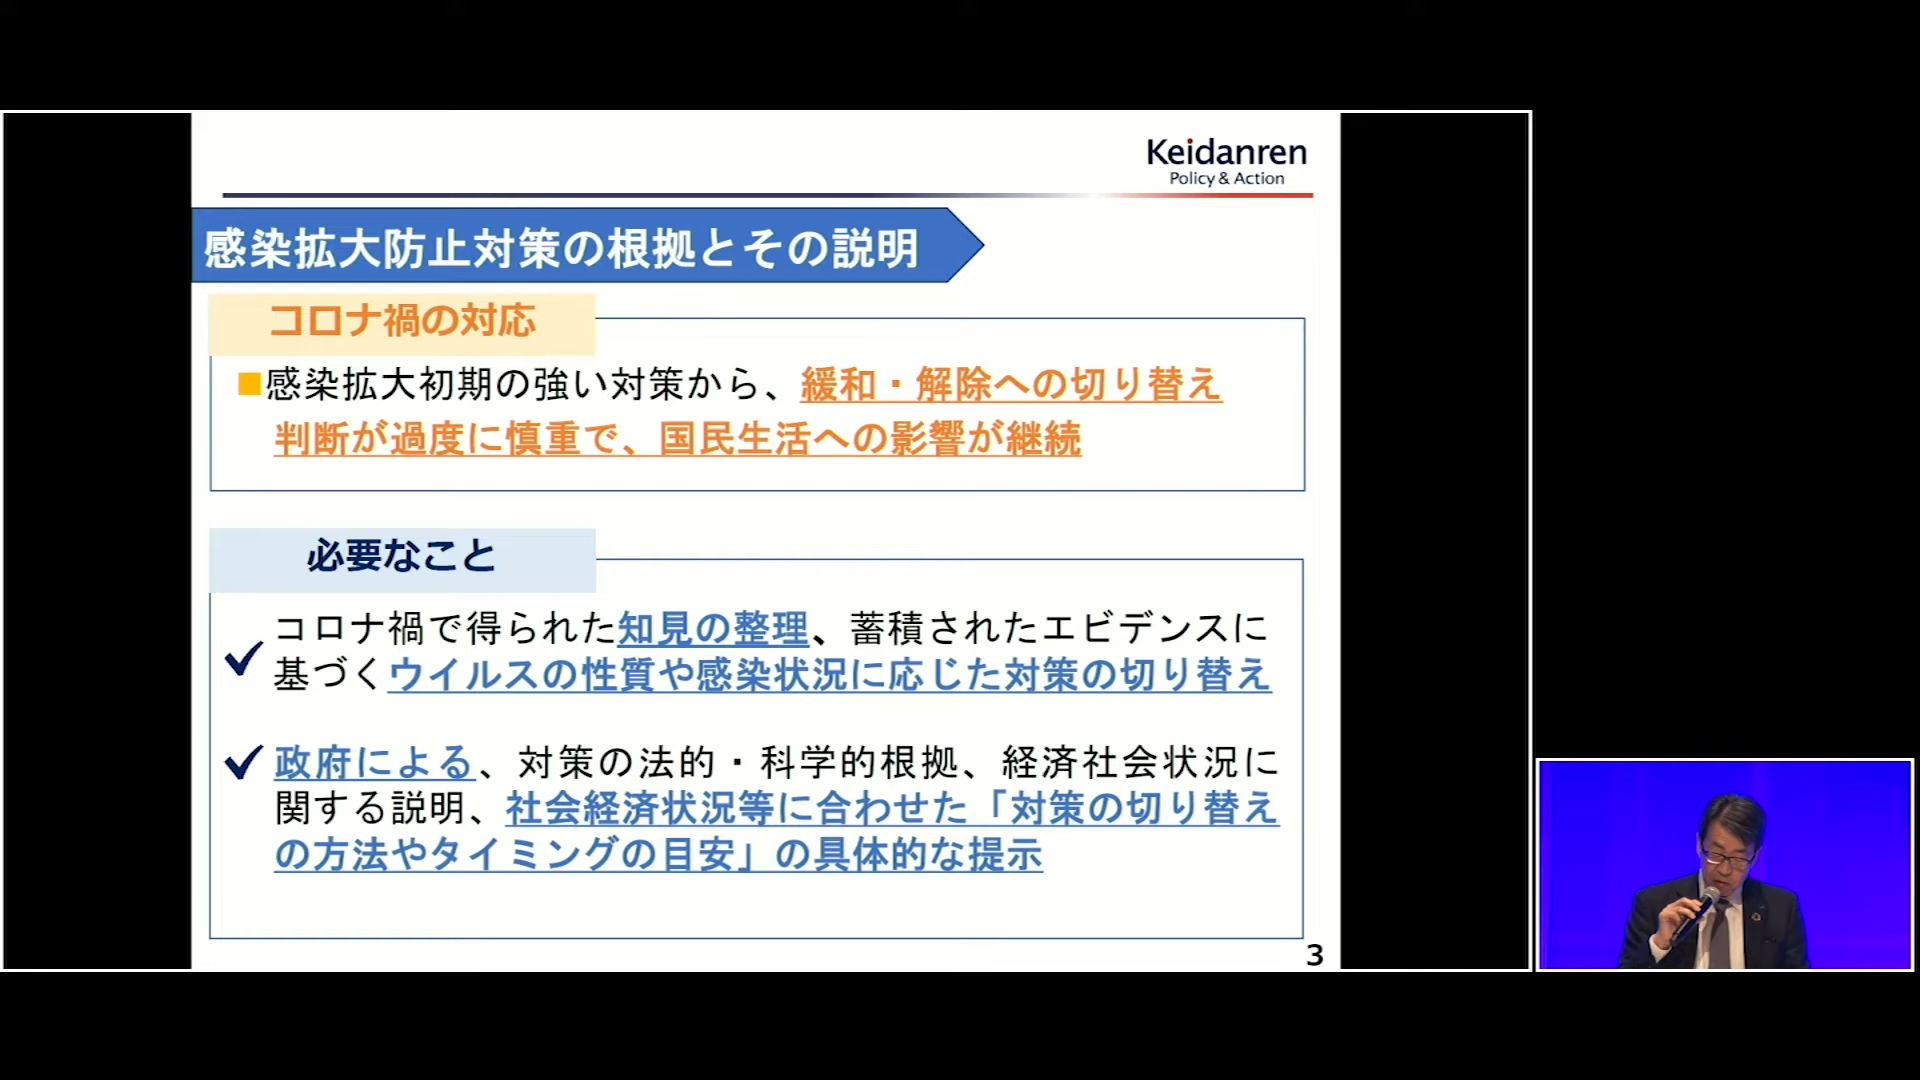 Keidanren
Policy & Action
感染拡大防止対策の根拠とその説明
コロナ禍の対応
■感染拡大初期の強い対策から、緩和・解除への切り替え
判断が過度に慎重で、国民生活への影響が継続
必要なこと
✓コロナ禍で得られた知見の整理、蓄積されたエビデンスに
基づくウイルスの性質や感染状況に応じた対策の切り替え
✓政府による、対策の法的・科学的根拠、経済社会状況に
関する説明、社会経済状況等に合わせた「対策の切り替え
の方法やタイミングの目安」の具体的な提示
3